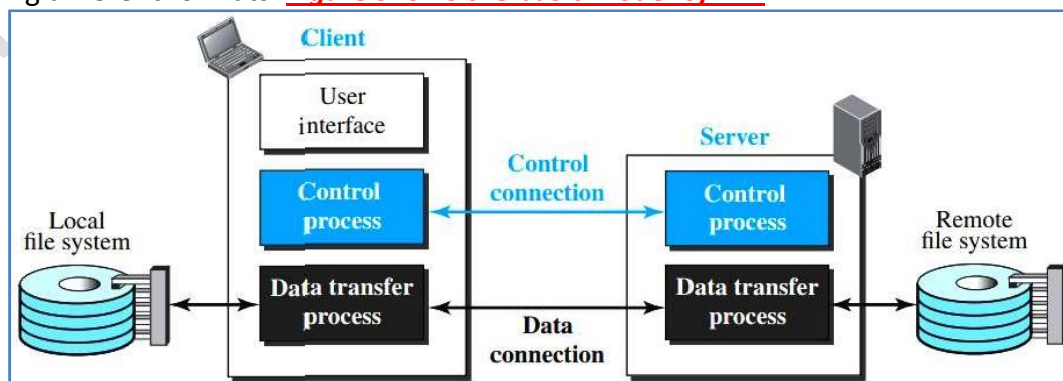 Client
User
interface
Server
Control
connection
Control
process
Control
process
Local
file system
Remote
file system
Data transfer
process
Data transfer
process
Data
connection